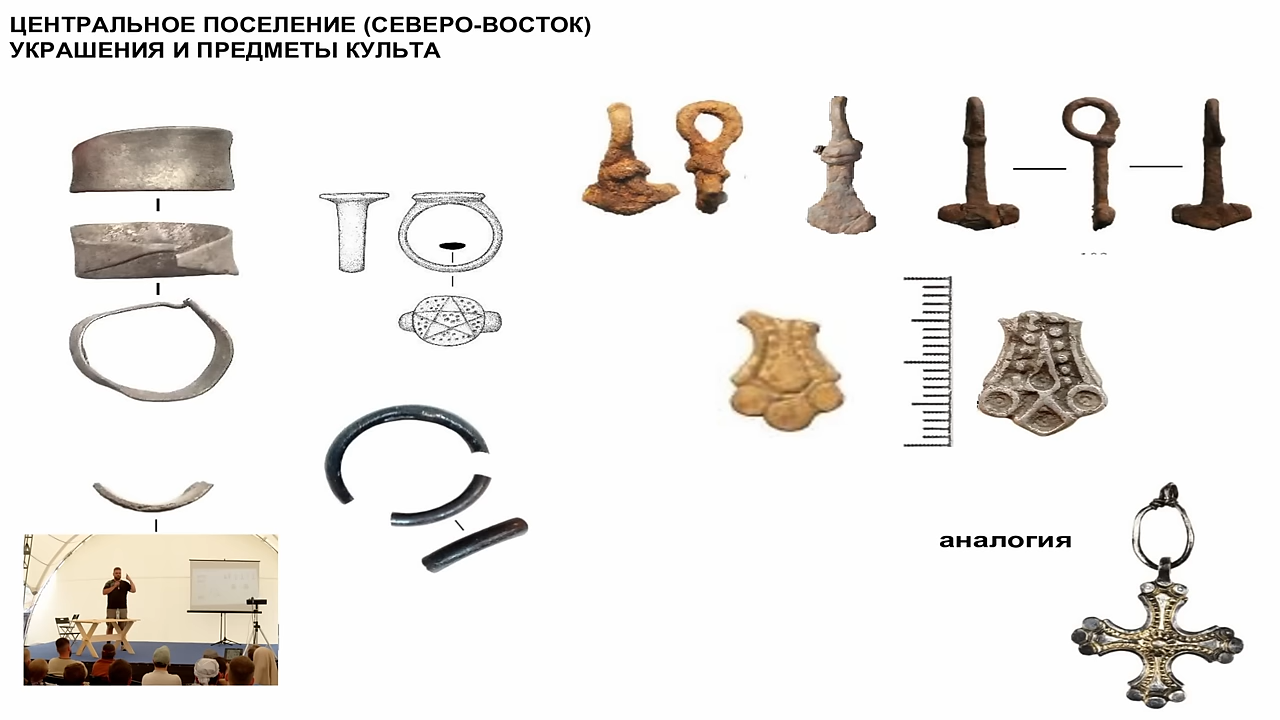 ЦЕНТРАЛЬНОЕ ПОСЕЛЕНИЕ (СЕВЕРО-ВОСТОК)
УКРАШЕНИЯ И ПРЕДМЕТЫ КУЛЬТА
аналогия